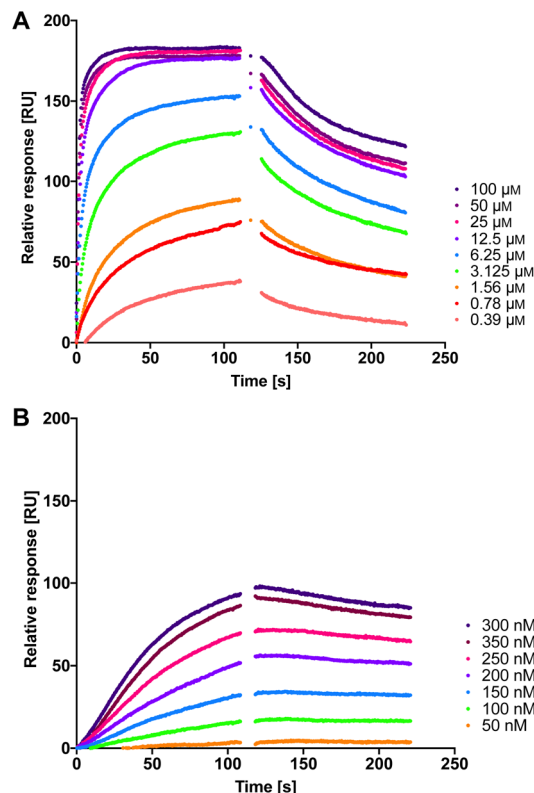 A
200
150
100
50
0
Relative response [RU]
0 50 100 150 200 250
Time [s]
100 µM
50 µM
25 µM
12.5 µM
6.25 µM
3.125 µM
1.56 µM
0.78 µM
0.39 µM
B
200
150
100
50
0
Relative response [RU]
0 50 100 150 200 250
Time [s]
300 nM
350 nM
250 nM
200 nM
150 nM
100 nM
50 nM